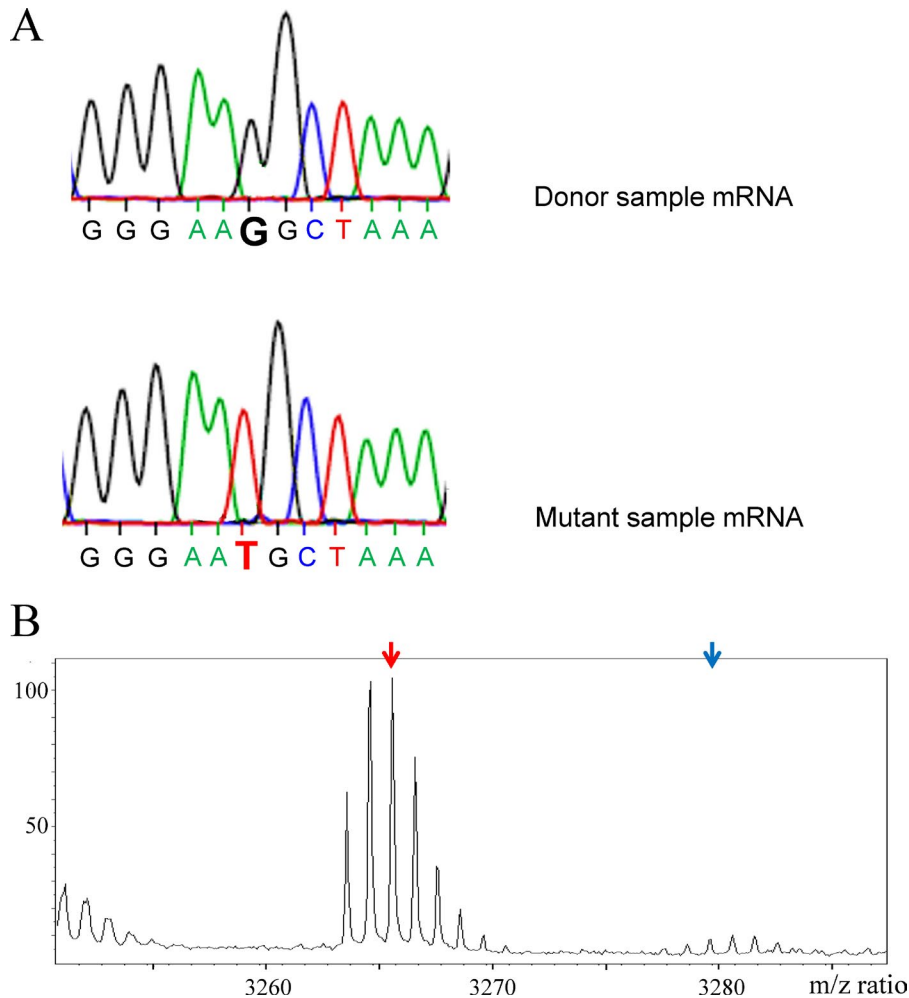 A
G G G A A G G C T A A A
Donor sample mRNA
G G G A A T G C T A A A
Mutant sample mRNA
B
100
50
3260 3270 3280 m/z ratio